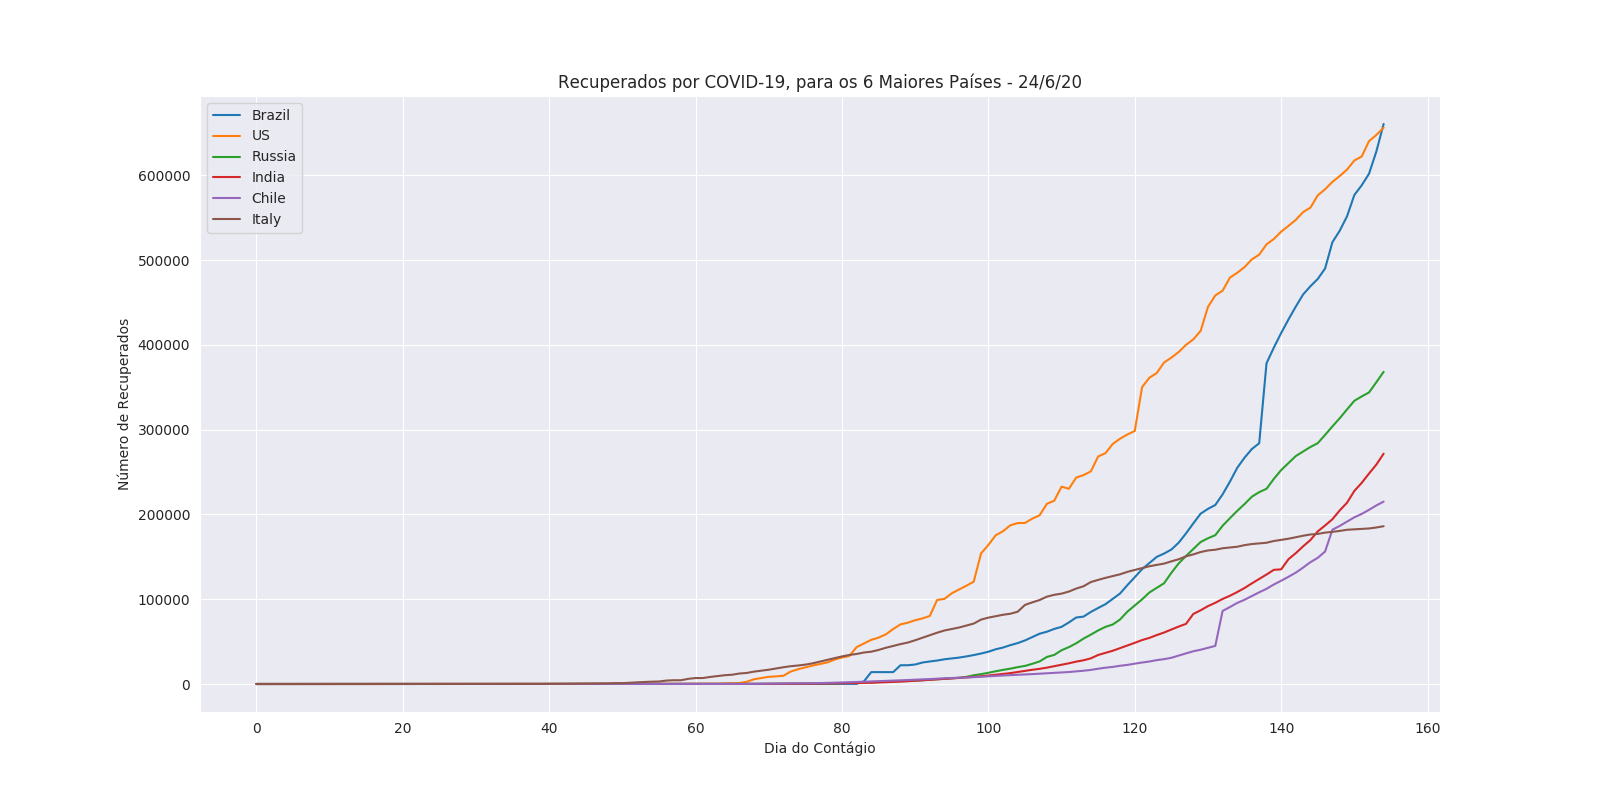 Recuperados por COVID-19, para os 6 Maiores Países - 24/6/20
Brazil
US
Russia
India
Chile
Italy
600000
500000
400000
300000
200000
100000
0
Número de Recuperados
0 20 40 60 80 100 120 140 160
Dia do Contágio